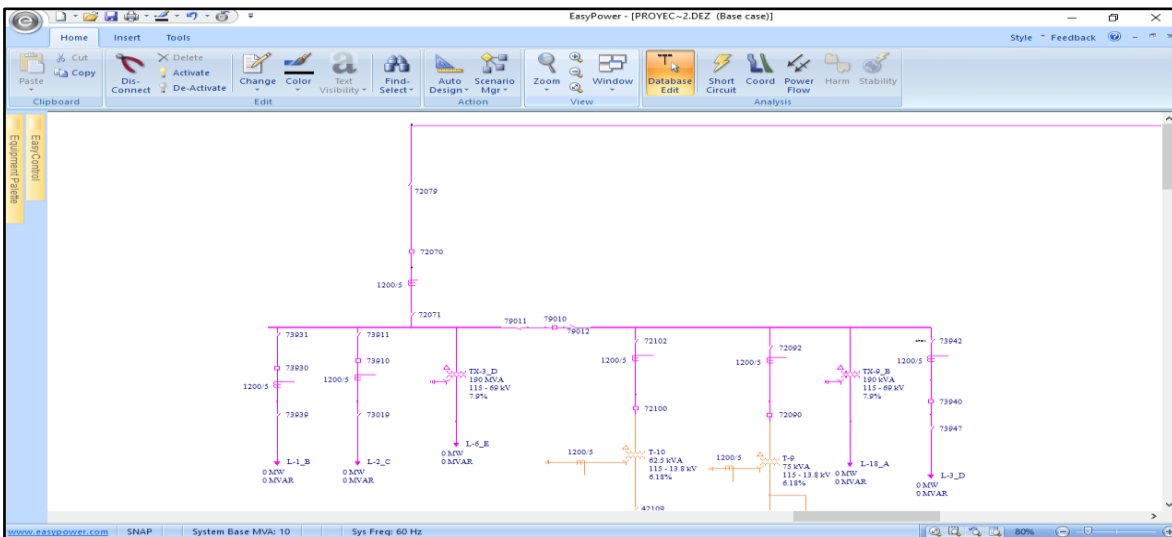 EasyPower - [PROYEC~2.DEZ (Base case)]
Home Insert Tools
Style Feedback
Paste
Cut
Copy
Clipboard
Dis-Connect
Delete
Activate
De-Activate
Change
Color
Text Visibility
Edit
Find-Select
Auto Design
Scenario Mgr
Action
Zoom
Window
View
Database Edit
Short Circuit
Coord
Power Flow
Harm
Stability
Analysis
EasyControl
Equipment Palette
72079
72070
1200/5
72071
79011 79010
79012
73931 73911 72102 72092 73942
73930 73910 1200/5 1200/5 1200/5
1200/5 1200/5
TX-3_D
190 MVA
115 - 69 kV
7.9%
TX-9_B
190 kVA
115 - 69 kV
7.9%
73939 73019 72100 72090 73940
73947
L-6_E
0 MW
0 MVAR
1200/5
T-10
62.5 kVA
115 - 13.8 kV
6.18%
1200/5
T-9
75 kVA
115 - 13.8 kV
6.18%
L-1_B
0 MW
0 MVAR
L-2_C
0 MW
0 MVAR
L-18_A
0 MW
0 MVAR
L-3_D
0 MW
0 MVAR
42109
www.easypower.com SNAP System Base MVA: 10 Sys Freq: 60 Hz 80%